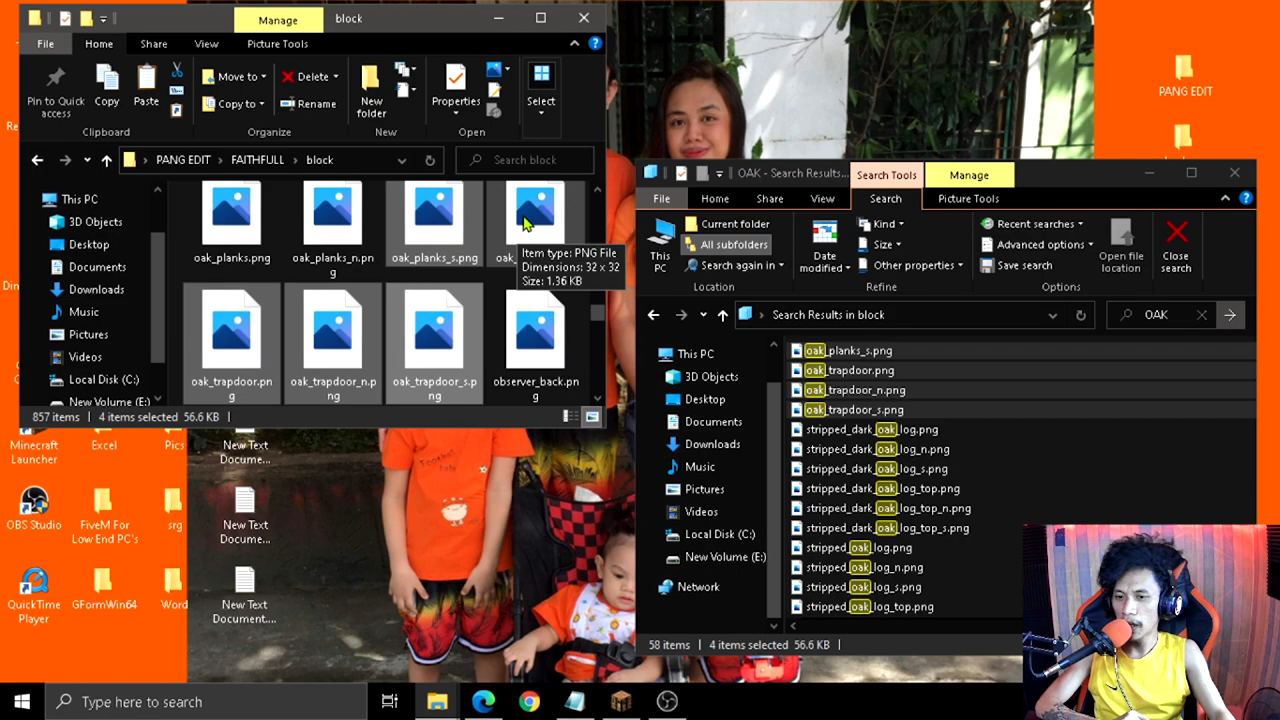 Manage
block
File
Home
Share
View
Picture Tools
Pin to Quick access
Copy
Paste
Move to
Copy to
Delete
Rename
New folder
Properties
Select
Clipboard
Organize
New
Open
PANG EDIT
FAITHFULL
block
Search block
This PC
3D Objects
Desktop
Documents
Downloads
Music
Pictures
Videos
Local Disk (C:)
New Volume (E:)
oak_planks.png
oak_planks_n.png
oak_planks_s.png
oak_
Item type: PNG File
Dimensions: 32 x 32
Size: 1.36 KB
oak_trapdoor.png
oak_trapdoor_n.png
oak_trapdoor_s.png
observer_back.png
857 items
4 items selected 56.6 KB
PANG EDIT
OAK - Search Results...
Search Tools
Manage
File
Home
Share
View
Search
Picture Tools
This PC
Current folder
All subfolders
Search again in
Date modified
Kind
Size
Other properties
Recent searches
Advanced options
Save search
Open file location
Close search
Location
Refine
Options
Search Results in block
OAK
This PC
3D Objects
Desktop
Documents
Downloads
Music
Pictures
Videos
Local Disk (C:)
New Volume (E:)
Network
oak_planks_s.png
oak_trapdoor.png
oak_trapdoor_n.png
oak_trapdoor_s.png
stripped_dark_oak_log.png
stripped_dark_oak_log_n.png
stripped_dark_oak_log_s.png
stripped_dark_oak_log_top.png
stripped_dark_oak_log_top_n.png
stripped_dark_oak_log_top_s.png
stripped_oak_log.png
stripped_oak_log_n.png
stripped_oak_log_s.png
stripped_oak_log_top.png
58 items
4 items selected 56.6 KB
Minecraft Launcher
Excel
Pics
New Text Docume...
OBS Studio
FiveM For Low End PC's
srg
New Text Docume...
QuickTime Player
GFormWin64
Word
New Text Document....
Type here to search